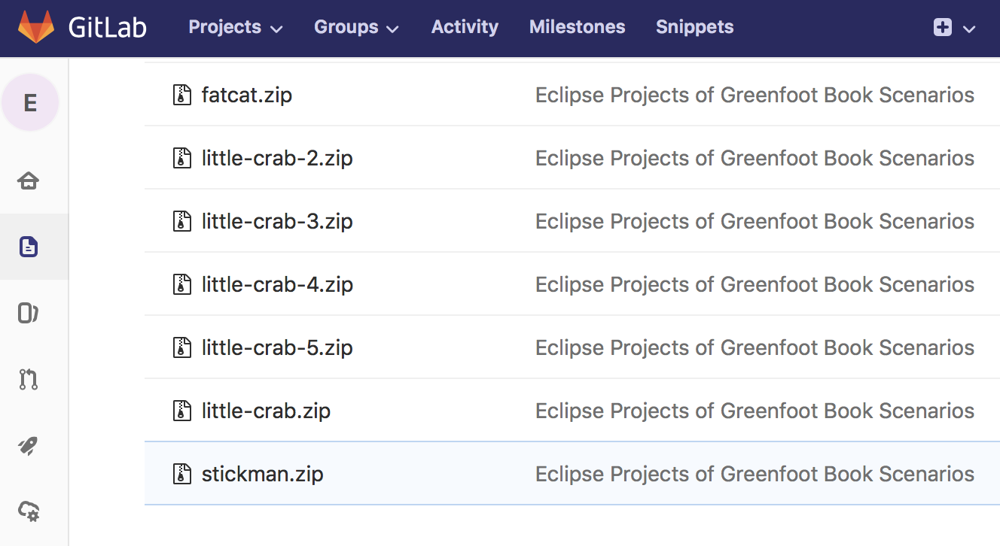 GitLab Projects Groups Activity Milestones Snippets
E
fatcat.zip Eclipse Projects of Greenfoot Book Scenarios
little-crab-2.zip Eclipse Projects of Greenfoot Book Scenarios
little-crab-3.zip Eclipse Projects of Greenfoot Book Scenarios
little-crab-4.zip Eclipse Projects of Greenfoot Book Scenarios
little-crab-5.zip Eclipse Projects of Greenfoot Book Scenarios
little-crab.zip Eclipse Projects of Greenfoot Book Scenarios
stickman.zip Eclipse Projects of Greenfoot Book Scenarios